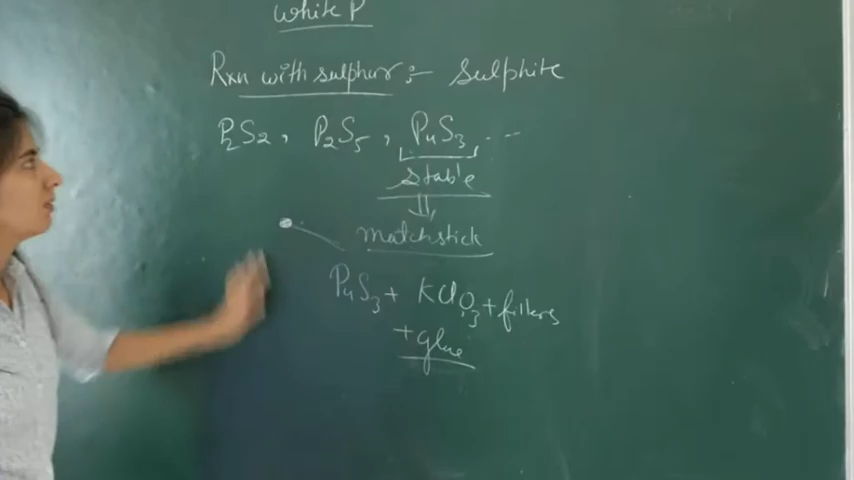 White P
Rxn with sulphur :- Sulphite
P2S2, P2S5, P4S3 . . --
Stable
⇓
matchstick
P4S3 + KClO3 + fillers
+ glue